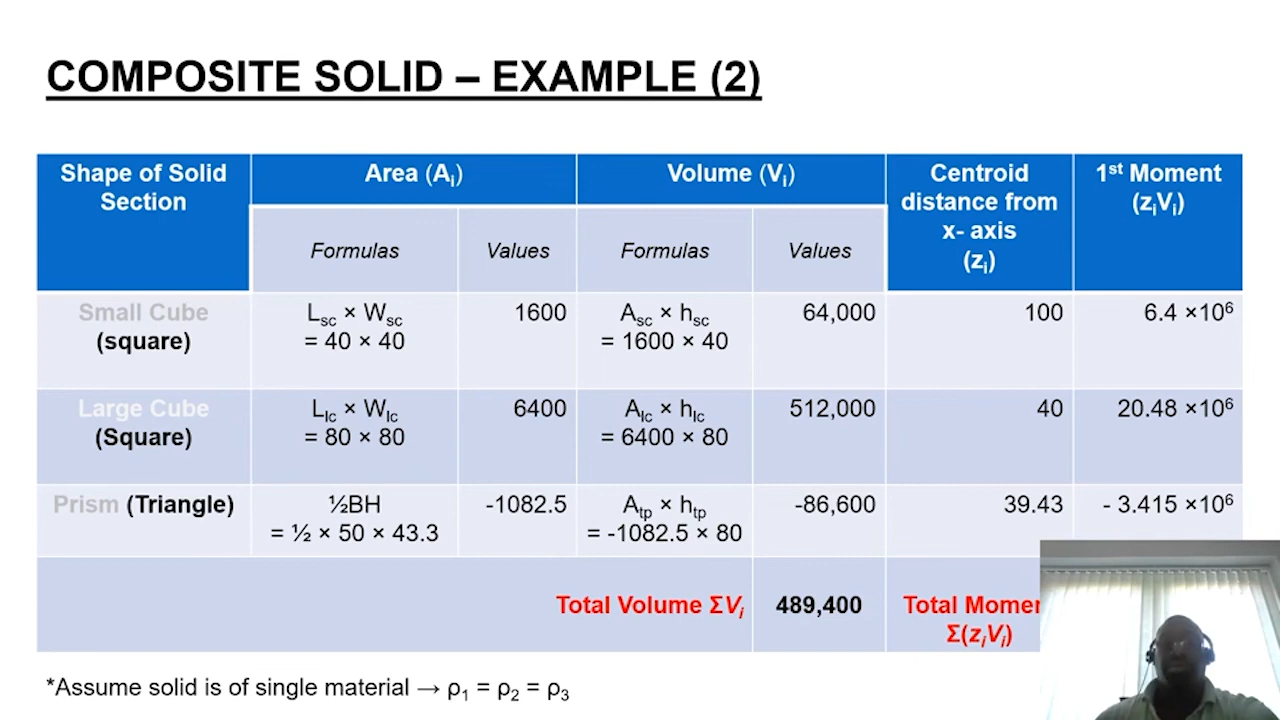 COMPOSITE SOLID – EXAMPLE (2)
Shape of Solid
Section
Area (Aᵢ)
Volume (Vᵢ)
Centroid
distance from
x- axis
(zᵢ)
1ˢᵗ Moment
(zᵢVᵢ)
Formulas
Values
Formulas
Values
Small Cube
(square)
Lsc × Wsc
= 40 × 40
1600
Asc × hsc
= 1600 × 40
64,000
100
6.4 ×10⁶
Large Cube
(Square)
Llc × Wlc
= 80 × 80
6400
Alc × hlc
= 6400 × 80
512,000
40
20.48 ×10⁶
Prism (Triangle)
½BH
= ½ × 50 × 43.3
-1082.5
Atp × htp
= -1082.5 × 80
-86,600
39.43
- 3.415 ×10⁶
Total Volume ΣVᵢ
489,400
Total
Σ(zᵢVᵢ)
*Assume solid is of single material → ρ₁ = ρ₂ = ρ₃